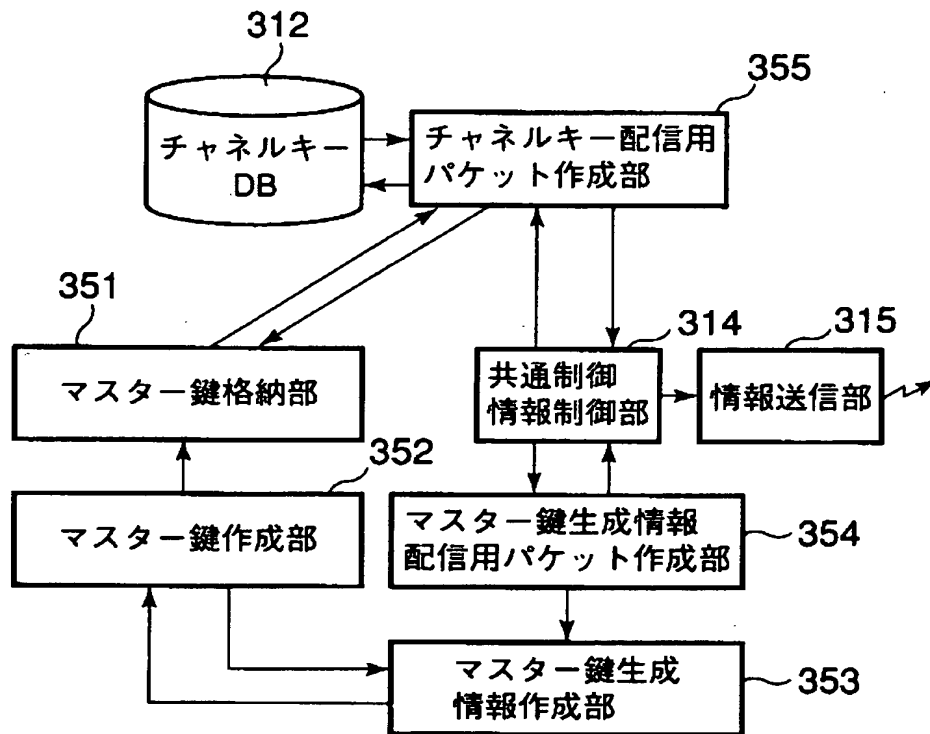 312
チャネルキー
DB
355
チャネルキー配信用
パケット作成部
351
マスター鍵格納部
314
共通制御
情報制御部
315
情報送信部
352
マスター鍵作成部
マスター鍵生成情報
配信用パケット作成部
354
マスター鍵生成
情報作成部
353